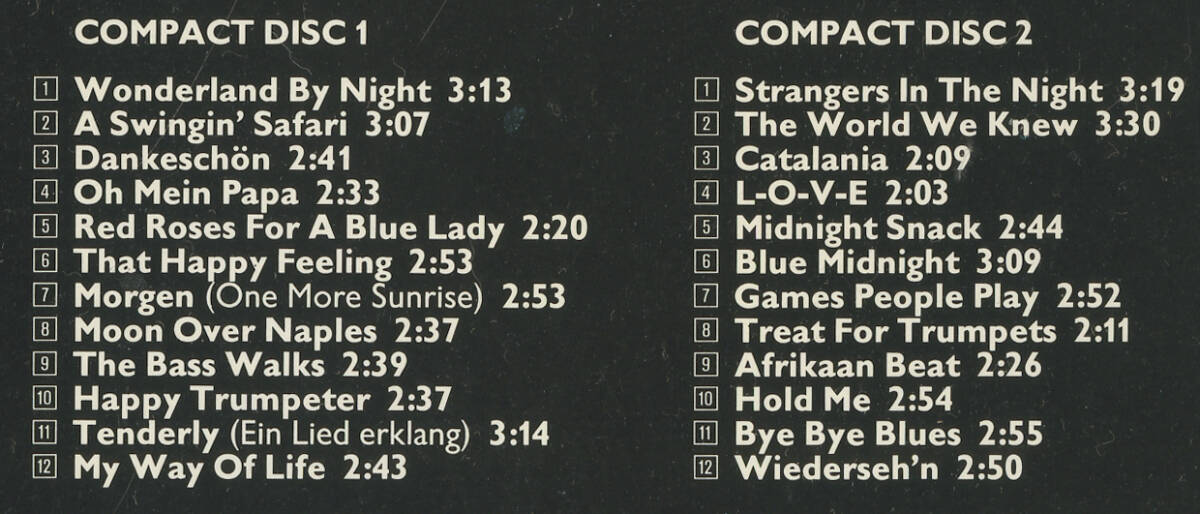 COMPACT DISC 1
1 Wonderland By Night 3:13
2 A Swingin' Safari 3:07
3 Dankeschön 2:41
4 Oh Mein Papa 2:33
5 Red Roses For A Blue Lady 2:20
6 That Happy Feeling 2:53
7 Morgen (One More Sunrise) 2:53
8 Moon Over Naples 2:37
9 The Bass Walks 2:39
10 Happy Trumpeter 2:37
11 Tenderly (Ein Lied erklang) 3:14
12 My Way Of Life 2:43
COMPACT DISC 2
1 Strangers In The Night 3:19
2 The World We Knew 3:30
3 Catalania 2:09
4 L-O-V-E 2:03
5 Midnight Snack 2:44
6 Blue Midnight 3:09
7 Games People Play 2:52
8 Treat For Trumpets 2:11
9 Afrikaan Beat 2:26
10 Hold Me 2:54
11 Bye Bye Blues 2:55
12 Wiederseh'n 2:50